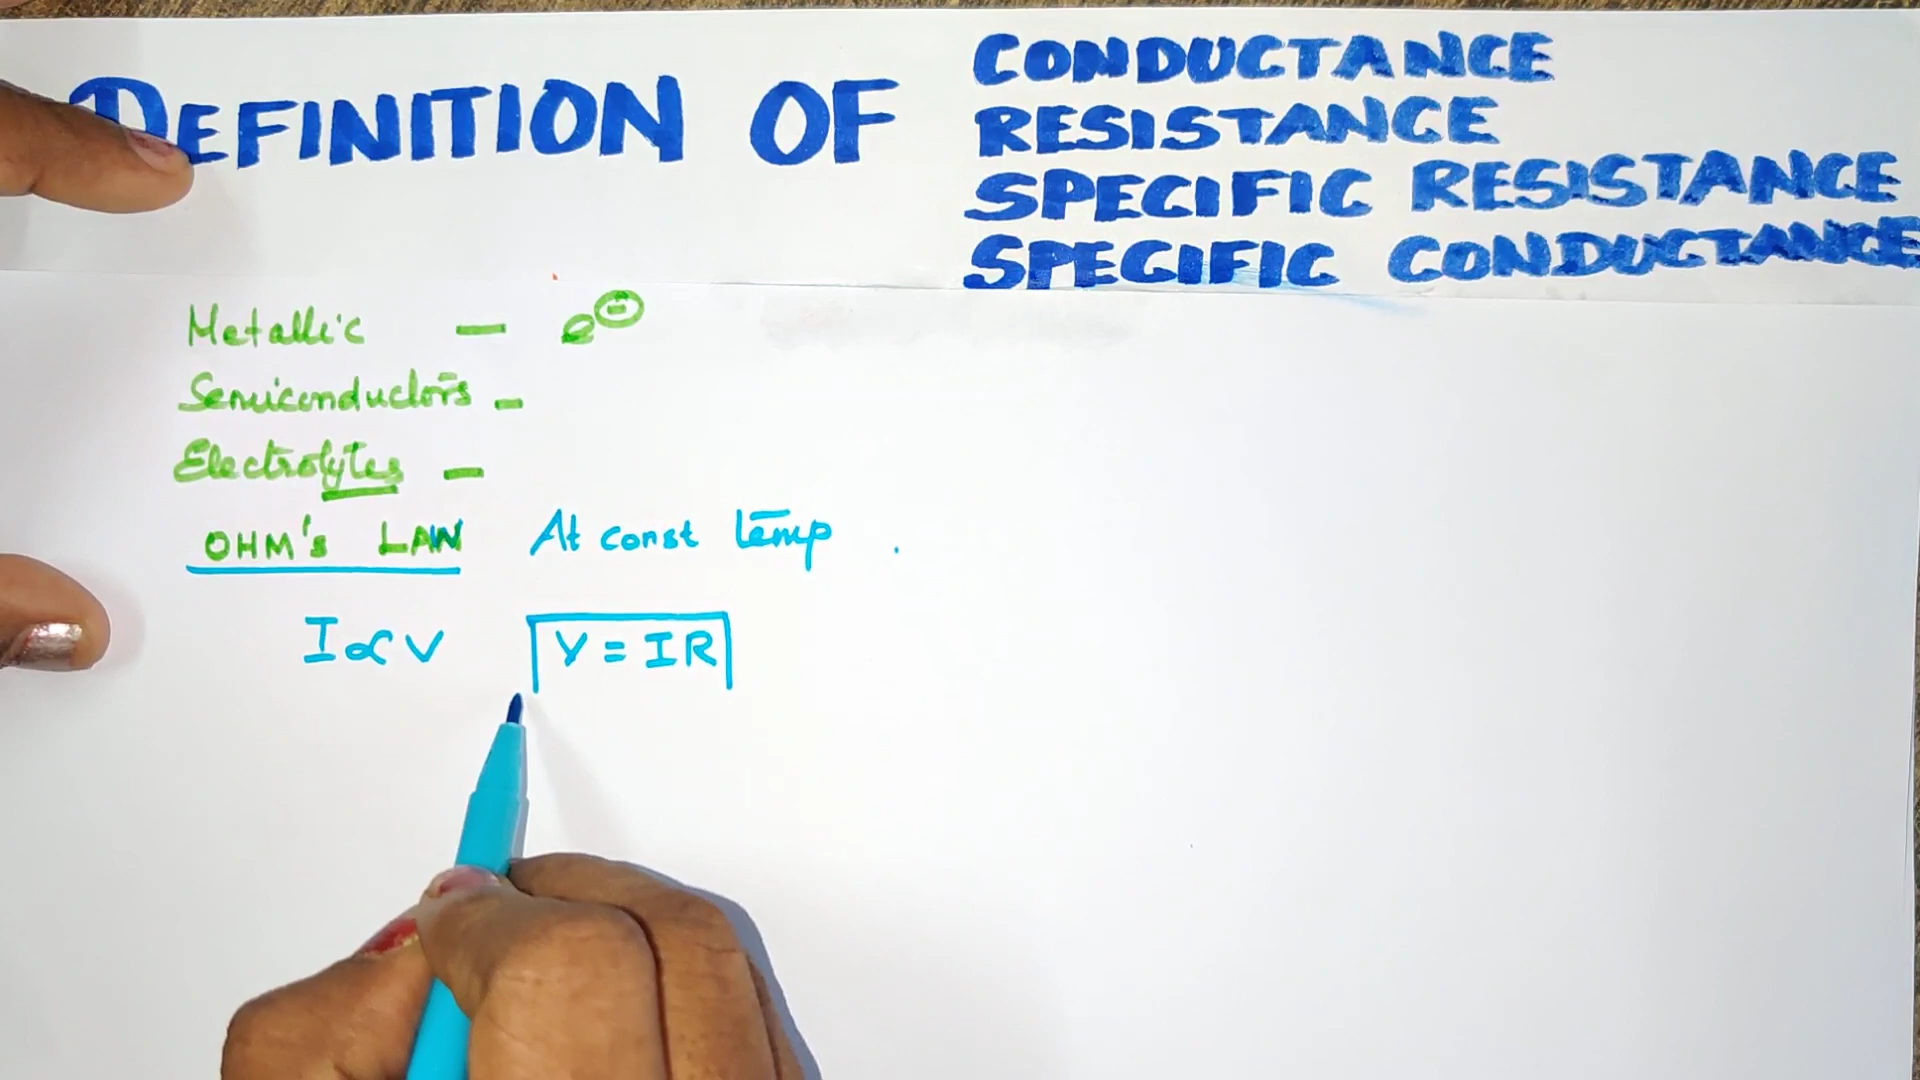 DEFINITION OF
CONDUCTANCE
RESISTANCE
SPECIFIC RESISTANCE
SPECIFIC CONDUCTANCE
Metallic — e⊖
Semiconductors –
Electrolytes –
OHM's LAW At const temp .
I ∝ V V = IR